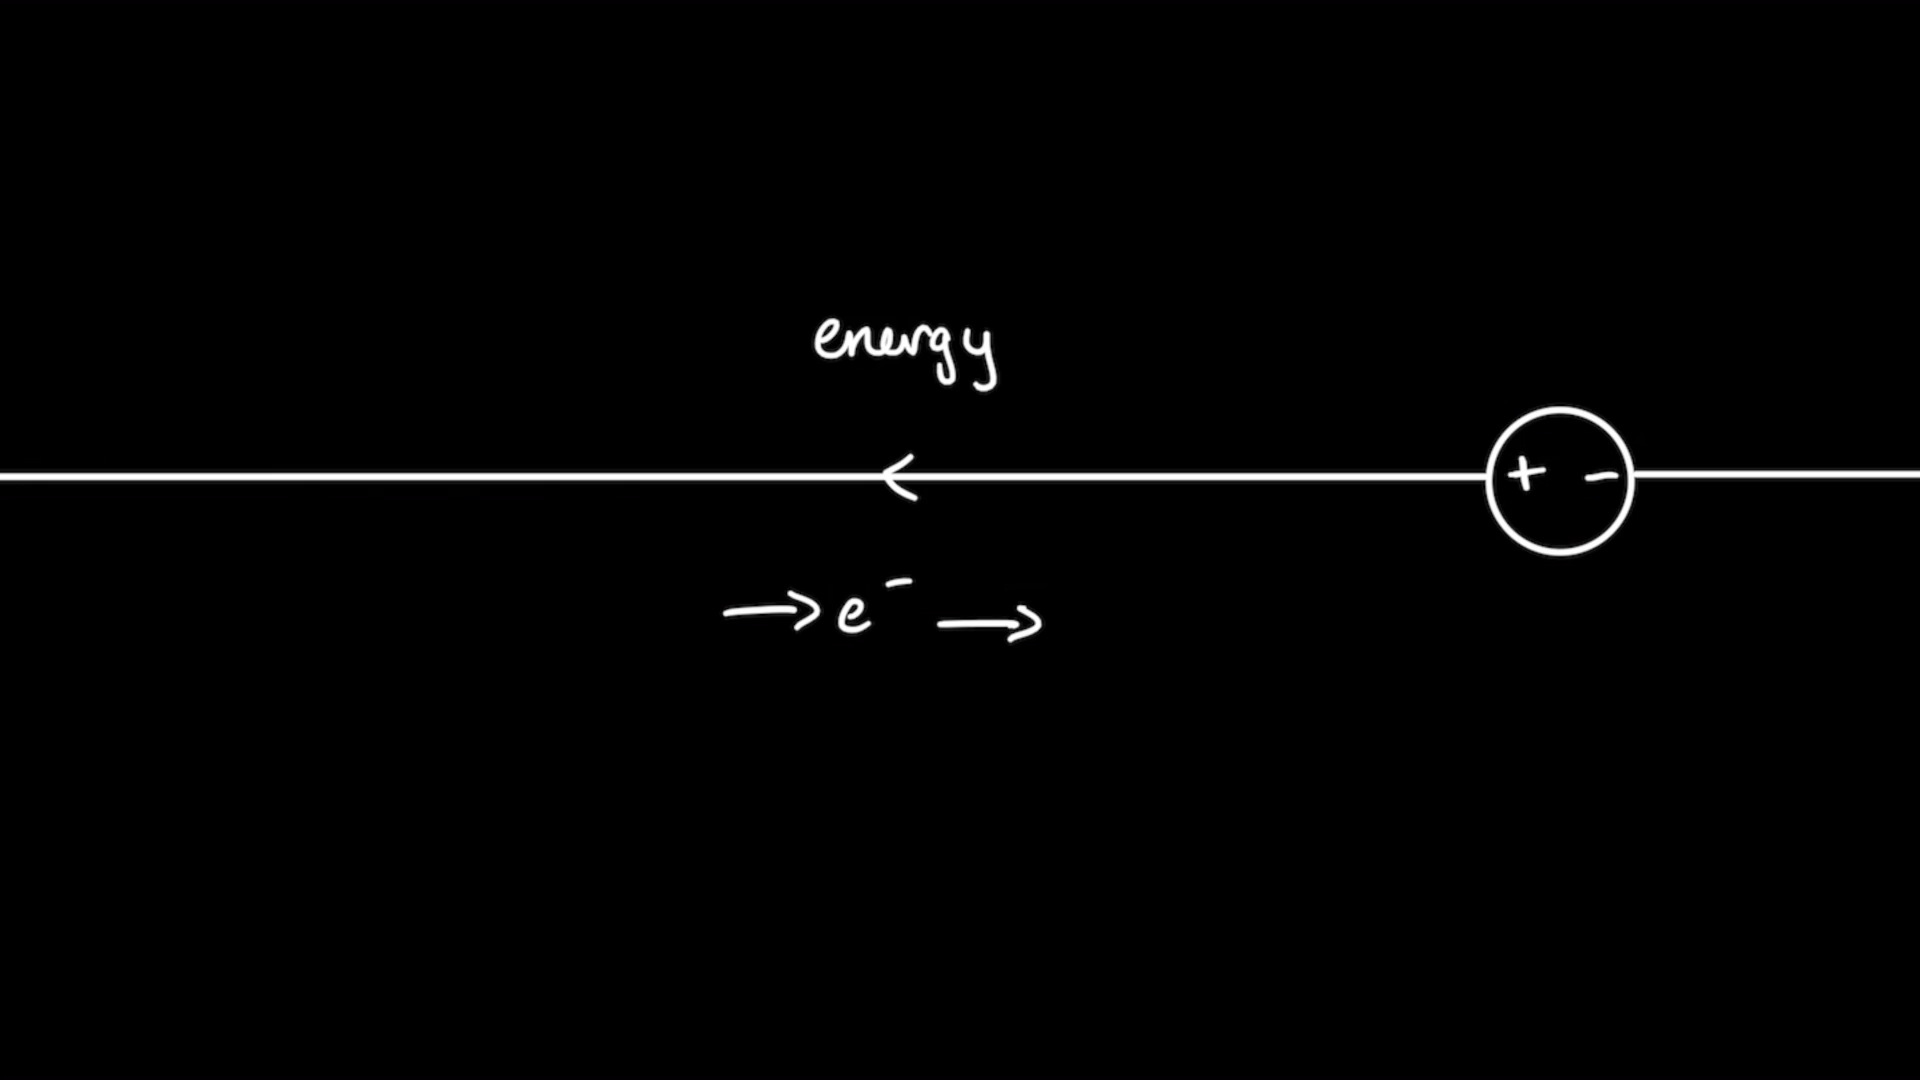 energy
+ -
→ e⁻ →